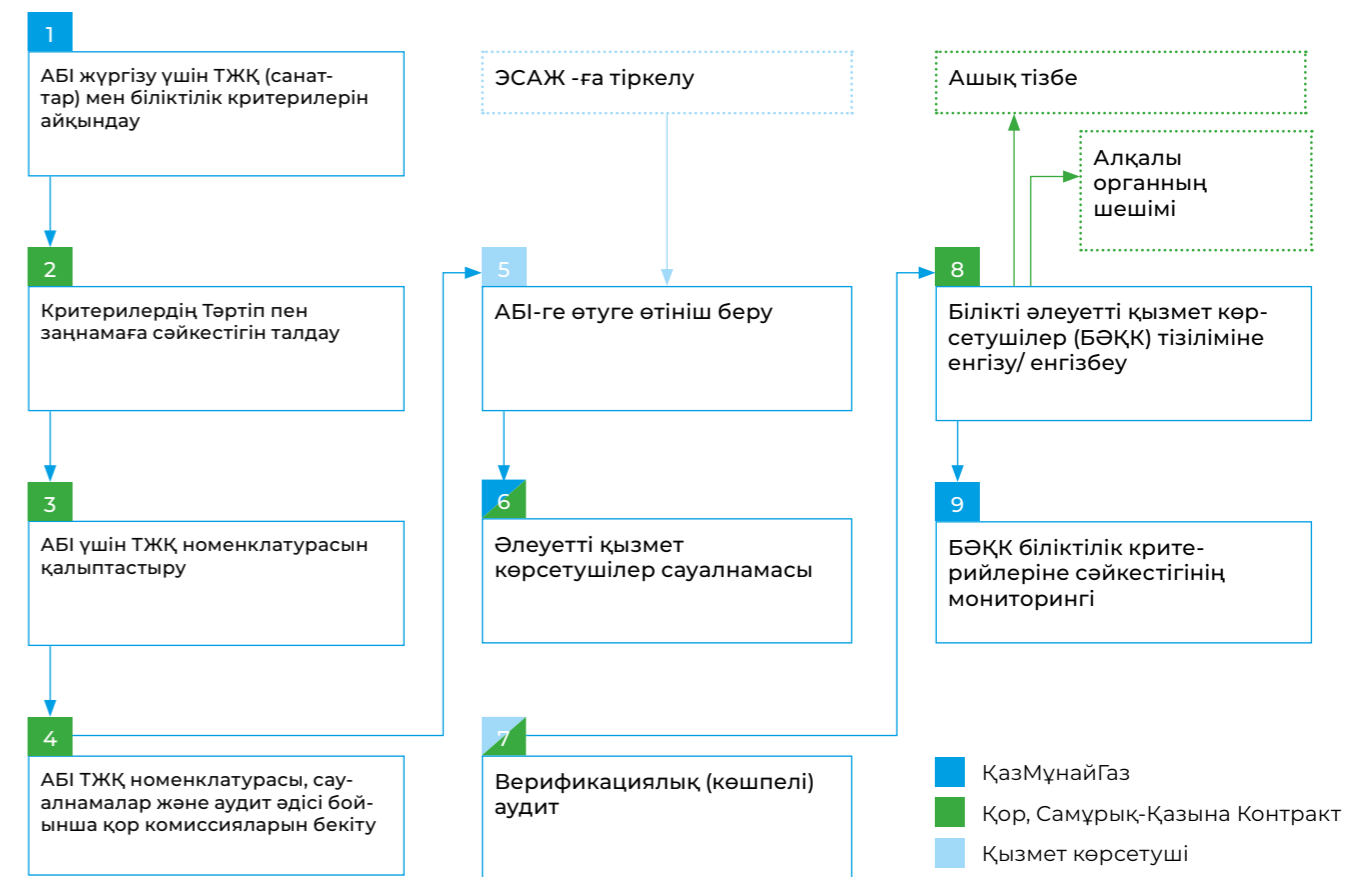 1
АБІ жүргізу үшін ТЖҚ (санат-
тар) мен біліктілік критерилерін
айқындау
2
Критерилердің Тәртіп пен
заңнамаға сәйкестігін талдау
3
АБІ үшін ТЖҚ номенклатурасын
қалыптастыру
4
АБІ ТЖҚ номенклатурасы, сау-
алнамалар және аудит әдісі бой-
ынша қор комиссияларын бекіту
ЭСАЖ -ға тіркелу
5
АБІ-ге өтуге өтініш беру
6
Әлеуетті қызмет
көрсетушілер сауалнамасы
7
Верификациялық (көшпелі)
аудит
Ашық тізбе
Алқалы
органның
шешімі
8
Білікті әлеуетті қызмет көр-
сетушілер (БӘҚК) тізіліміне
енгізу/ енгізбеу
9
БӘҚК біліктілік крите-
рийлеріне сәйкестігінің
мониторингі
ҚазМұнайГаз
Қор, Самұрық-Қазына Контракт
Қызмет көрсетуші